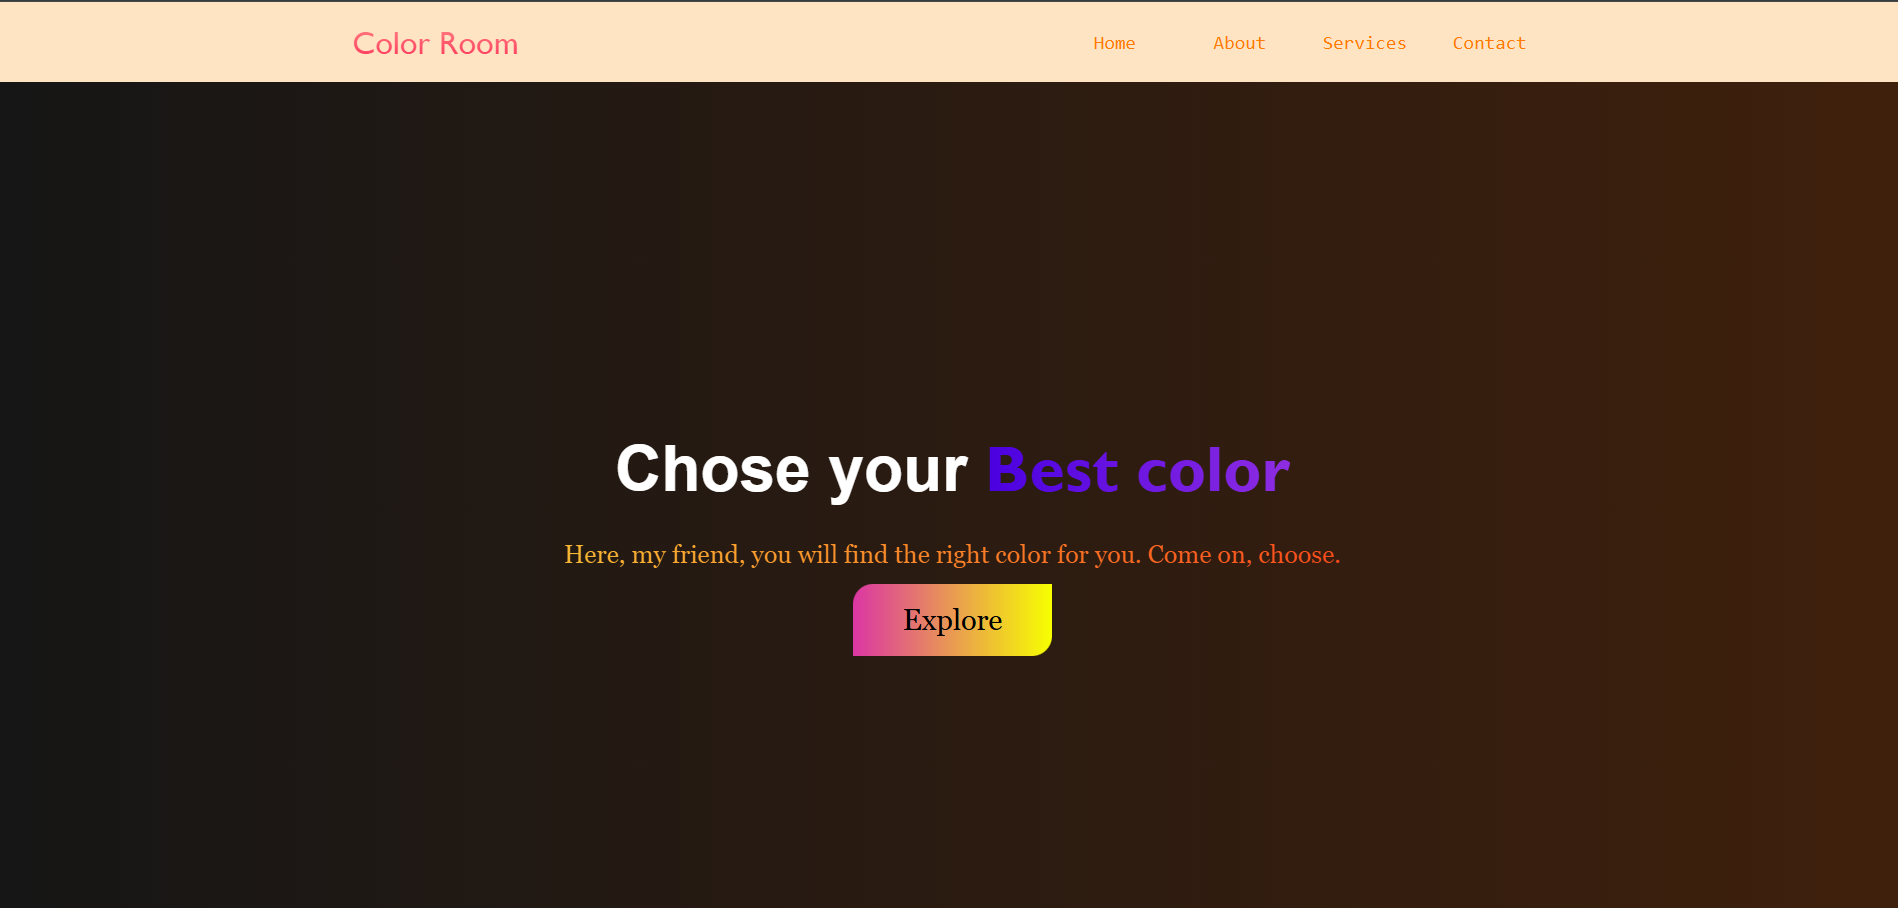 Color Room Home About Services Contact
Chose your Best color
Here, my friend, you will find the right color for you. Come on, choose.
Explore